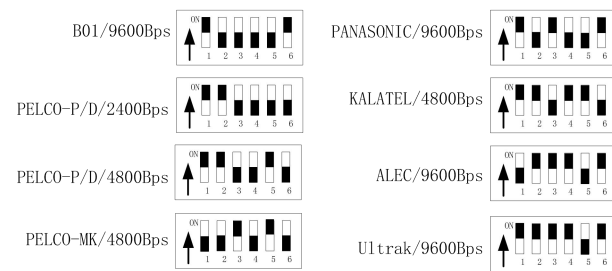 B01/9600Bps
ON
1 2 3 4 5 6
PELCO-P/D/2400Bps
ON
1 2 3 4 5 6
PELCO-P/D/4800Bps
ON
1 2 3 4 5 6
PELCO-MK/4800Bps
ON
1 2 3 4 5 6
PANASONIC/9600Bps
ON
1 2 3 4 5 6
KALATEL/4800Bps
ON
1 2 3 4 5 6
ALEC/9600Bps
ON
1 2 3 4 5 6
Ultrak/9600Bps
ON
1 2 3 4 5 6